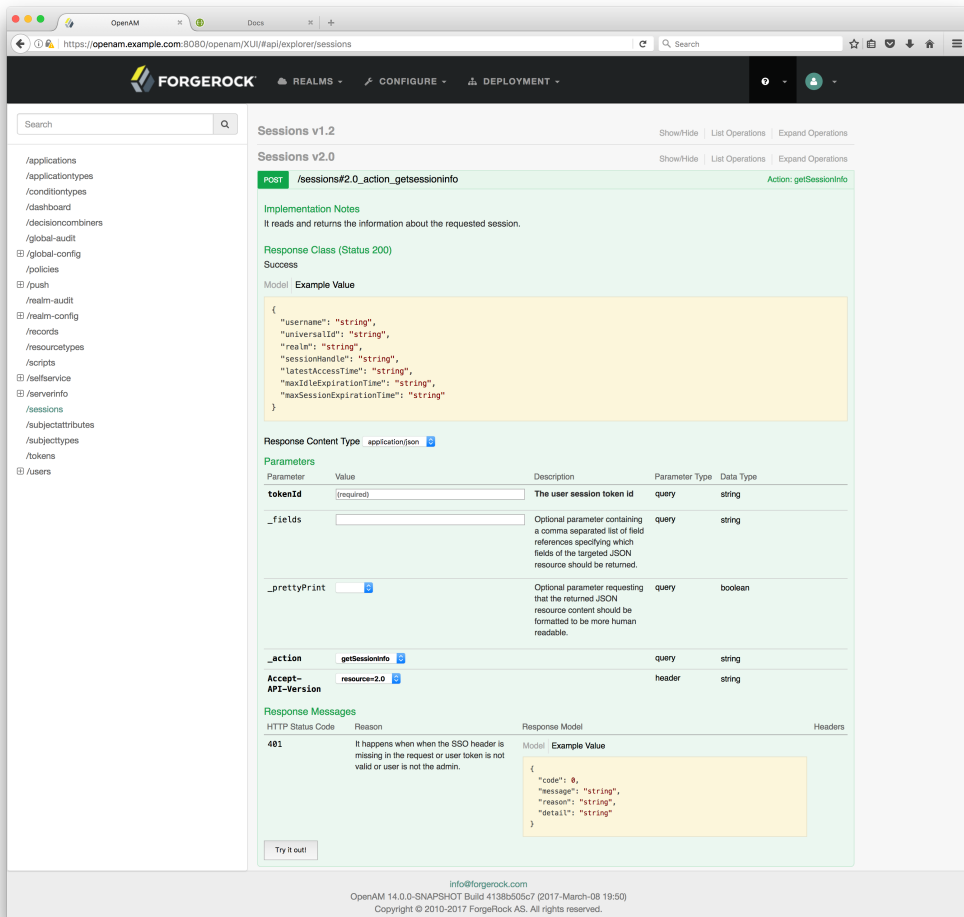 OpenAM
Docs
https://openam.example.com:8080/openam/XUI/#api/explorer/sessions
Search
FORGEROCK
REALMS
CONFIGURE
DEPLOYMENT
Search
/applications
/applicationtypes
/conditiontypes
/dashboard
/decisioncombiners
/global-audit
/global-config
/policies
/push
/realm-audit
/realm-config
/records
/resourcetypes
/scripts
/selfservice
/serverinfo
/sessions
/subjectattributes
/subjecttypes
/tokens
/users
Sessions v1.2
Show/Hide | List Operations | Expand Operations
Sessions v2.0
Show/Hide | List Operations | Expand Operations
POST /sessions#2.0_action_getsessioninfo
Action: getSessionInfo
Implementation Notes
It reads and returns the information about the requested session.
Response Class (Status 200)
Success
Model | Example Value
{
"username": "string",
"universalId": "string",
"realm": "string",
"sessionHandle": "string",
"latestAccessTime": "string",
"maxIdleExpirationTime": "string",
"maxSessionExpirationTime": "string"
}
Response Content Type application/json
Parameters
Parameter Value Description Parameter Type Data Type
tokenId (required) The user session token id query string
_fields Optional parameter containing query string
a comma separated list of field
references specifying which
fields of the targeted JSON
resource should be returned.
_prettyPrint Optional parameter requesting query boolean
that the returned JSON
resource content should be
formatted to be more human
readable.
_action getSessionInfo query string
Accept- resource=2.0 header string
API-Version
Response Messages
HTTP Status Code Reason Response Model Headers
401 It happens when when the SSO header is
missing in the request or user token is not
valid or user is not the admin.
Model | Example Value
{
"code": 0,
"message": "string",
"reason": "string",
"detail": "string"
}
Try it out!
info@forgerock.com
OpenAM 14.0.0-SNAPSHOT Build 4138b505c7 (2017-March-08 19:50)
Copyright © 2010-2017 ForgeRock AS. All rights reserved.